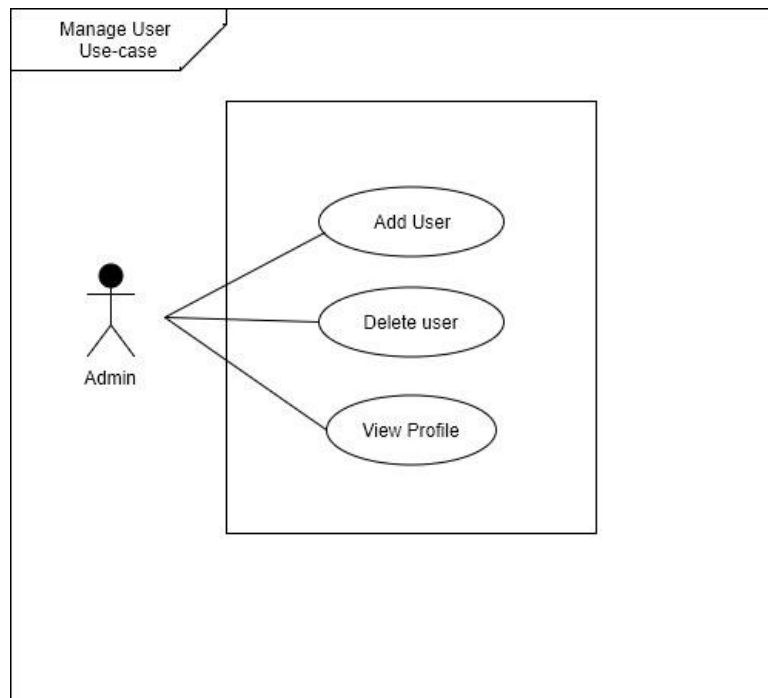 Manage User
Use-case
Add User
Delete user
Admin
View Profile